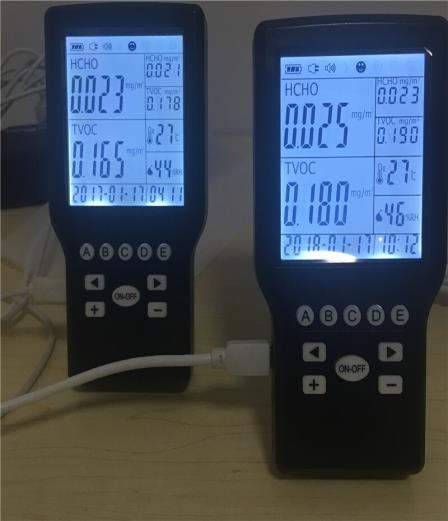 HCHO
0.023 mg/m³
HCHO mg/m³
0.021
TVOC mg/m³
0.178
TVOC
0.165 mg/m³
27℃
44%RH
2017-01-17 04 11
A B C D E
ON-OFF
+ −
HCHO
0.025 mg/m³
HCHO mg/m³
0.023
TVOC mg/m³
0.190
TVOC
0.180 mg/m³
27℃
46%RH
2018-01-17 10:12
A B C D E
ON-OFF
+ −